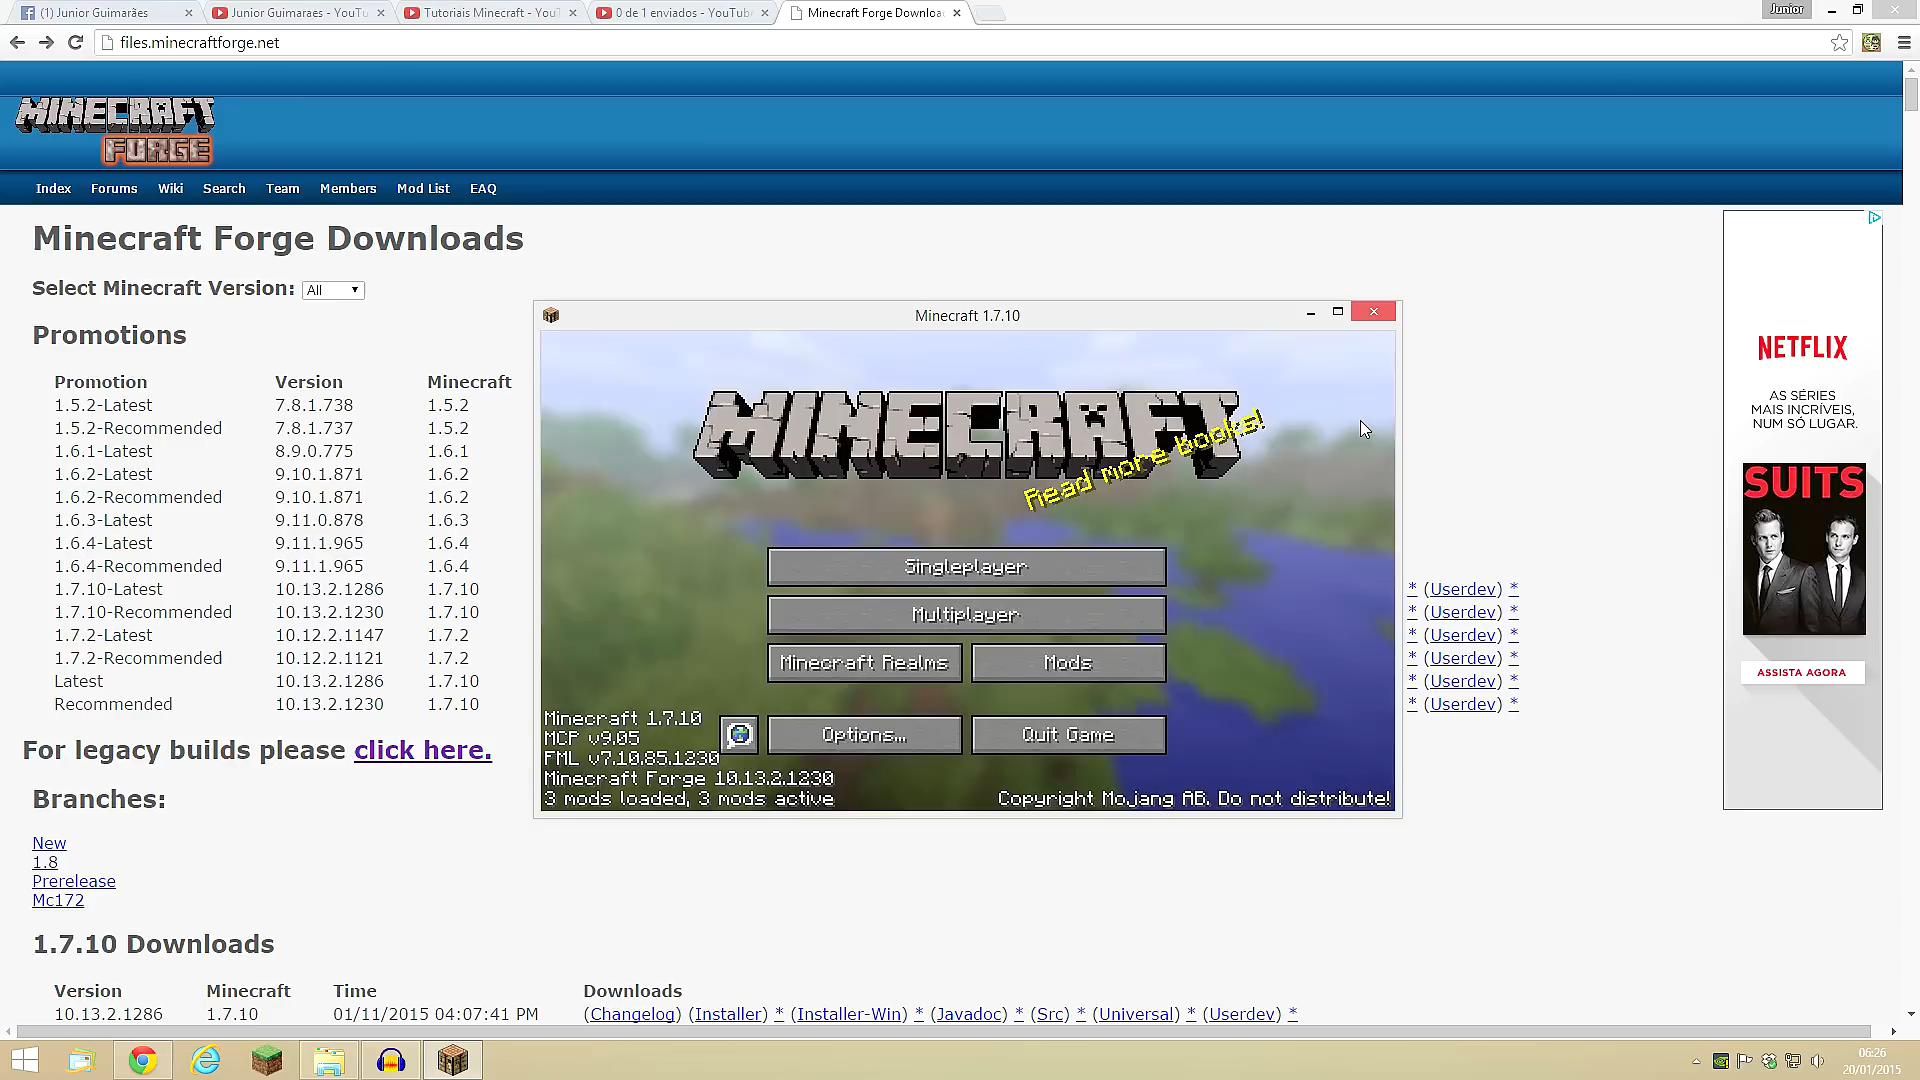 (1) Junior Guimarães
Junior Guimaraes - YouTu
Tutoriais Minecraft - YouT
0 de 1 enviados - YouTub
Minecraft Forge Downloa
Junior
files.minecraftforge.net
MINECRAFT
FORGE
Index Forums Wiki Search Team Members Mod List EAQ
Minecraft Forge Downloads
Select Minecraft Version: All
Promotions
Promotion Version Minecraft
1.5.2-Latest 7.8.1.738 1.5.2
1.5.2-Recommended 7.8.1.737 1.5.2
1.6.1-Latest 8.9.0.775 1.6.1
1.6.2-Latest 9.10.1.871 1.6.2
1.6.2-Recommended 9.10.1.871 1.6.2
1.6.3-Latest 9.11.0.878 1.6.3
1.6.4-Latest 9.11.1.965 1.6.4
1.6.4-Recommended 9.11.1.965 1.6.4
1.7.10-Latest 10.13.2.1286 1.7.10 * (Userdev) *
1.7.10-Recommended 10.13.2.1230 1.7.10 * (Userdev) *
1.7.2-Latest 10.12.2.1147 1.7.2 * (Userdev) *
1.7.2-Recommended 10.12.2.1121 1.7.2 * (Userdev) *
Latest 10.13.2.1286 1.7.10 * (Userdev) *
Recommended 10.13.2.1230 1.7.10 * (Userdev) *
For legacy builds please click here.
Branches:
New
1.8
Prerelease
Mc172
1.7.10 Downloads
Version Minecraft Time Downloads
10.13.2.1286 1.7.10 01/11/2015 04:07:41 PM (Changelog) (Installer) * (Installer-Win) * (Javadoc) * (Src) * (Universal) * (Userdev) *
Minecraft 1.7.10
MINECRAFT
Read more books!
Singleplayer
Multiplayer
Minecraft Realms
Mods
Options...
Quit Game
Minecraft 1.7.10
MCP v9.05
FML v7.10.85.1230
Minecraft Forge 10.13.2.1230
3 mods loaded, 3 mods active
Copyright Mojang AB. Do not distribute!
NETFLIX
AS SÉRIES
MAIS INCRÍVEIS,
NUM SÓ LUGAR.
SUITS
ASSISTA AGORA
06:26
20/01/2015